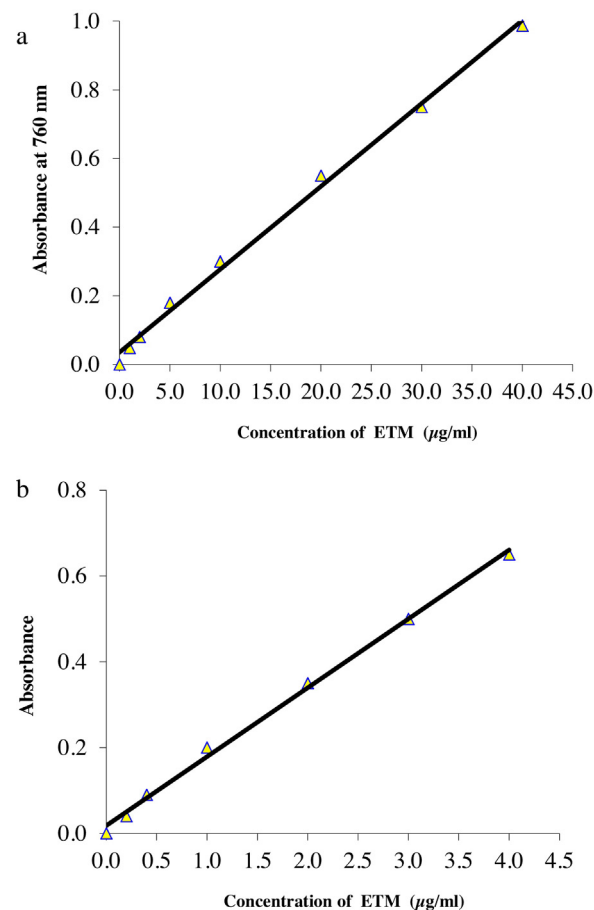 a
1.0
0.8
0.6
0.4
0.2
0.0
Absorbance at 760 nm
0.0 5.0 10.0 15.0 20.0 25.0 30.0 35.0 40.0 45.0
Concentration of ETM (µg/ml)
b
0.8
0.6
0.4
0.2
0.0
Absorbance
0.0 0.5 1.0 1.5 2.0 2.5 3.0 3.5 4.0 4.5
Concentration of ETM (µg/ml)